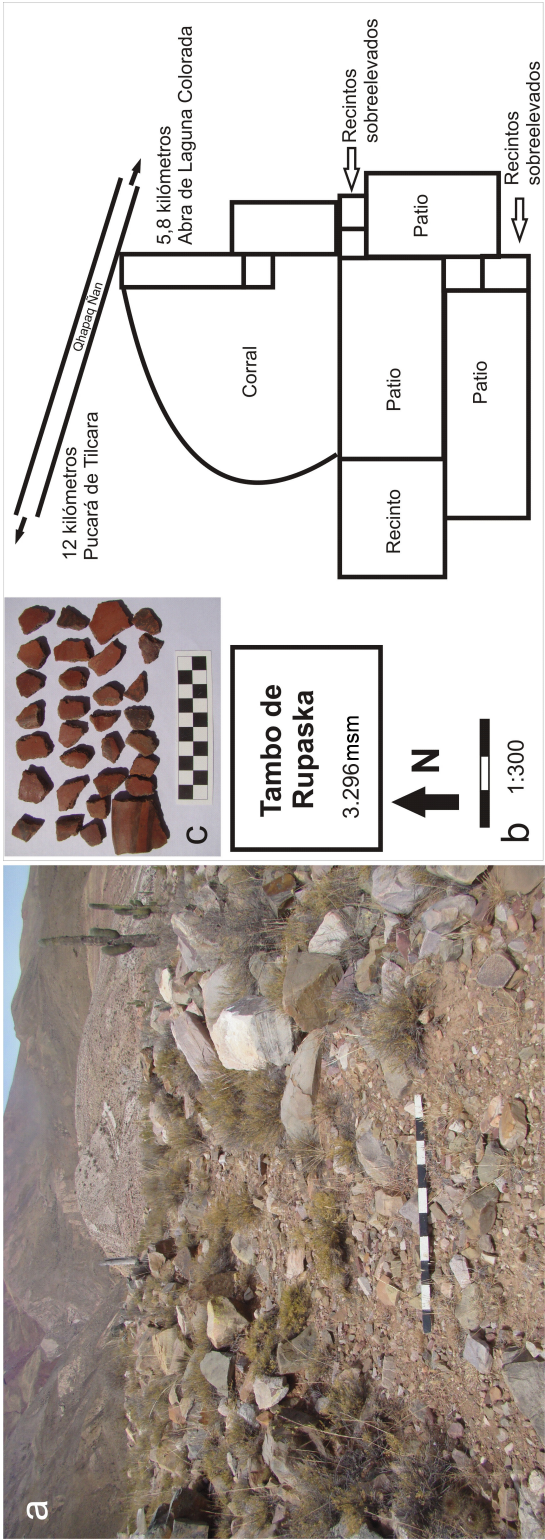 a
c
Tambo de
Rupaska
3.296msm
N
b
1:300
12 kilómetros
Pucará de Tilcara
Qhapaq Ñan
5,8 kilómetros
Abra de Laguna Colorada
Corral
Recintos
sobreelevados
Recinto
Patio
Patio
Patio
Recintos
sobreelevados